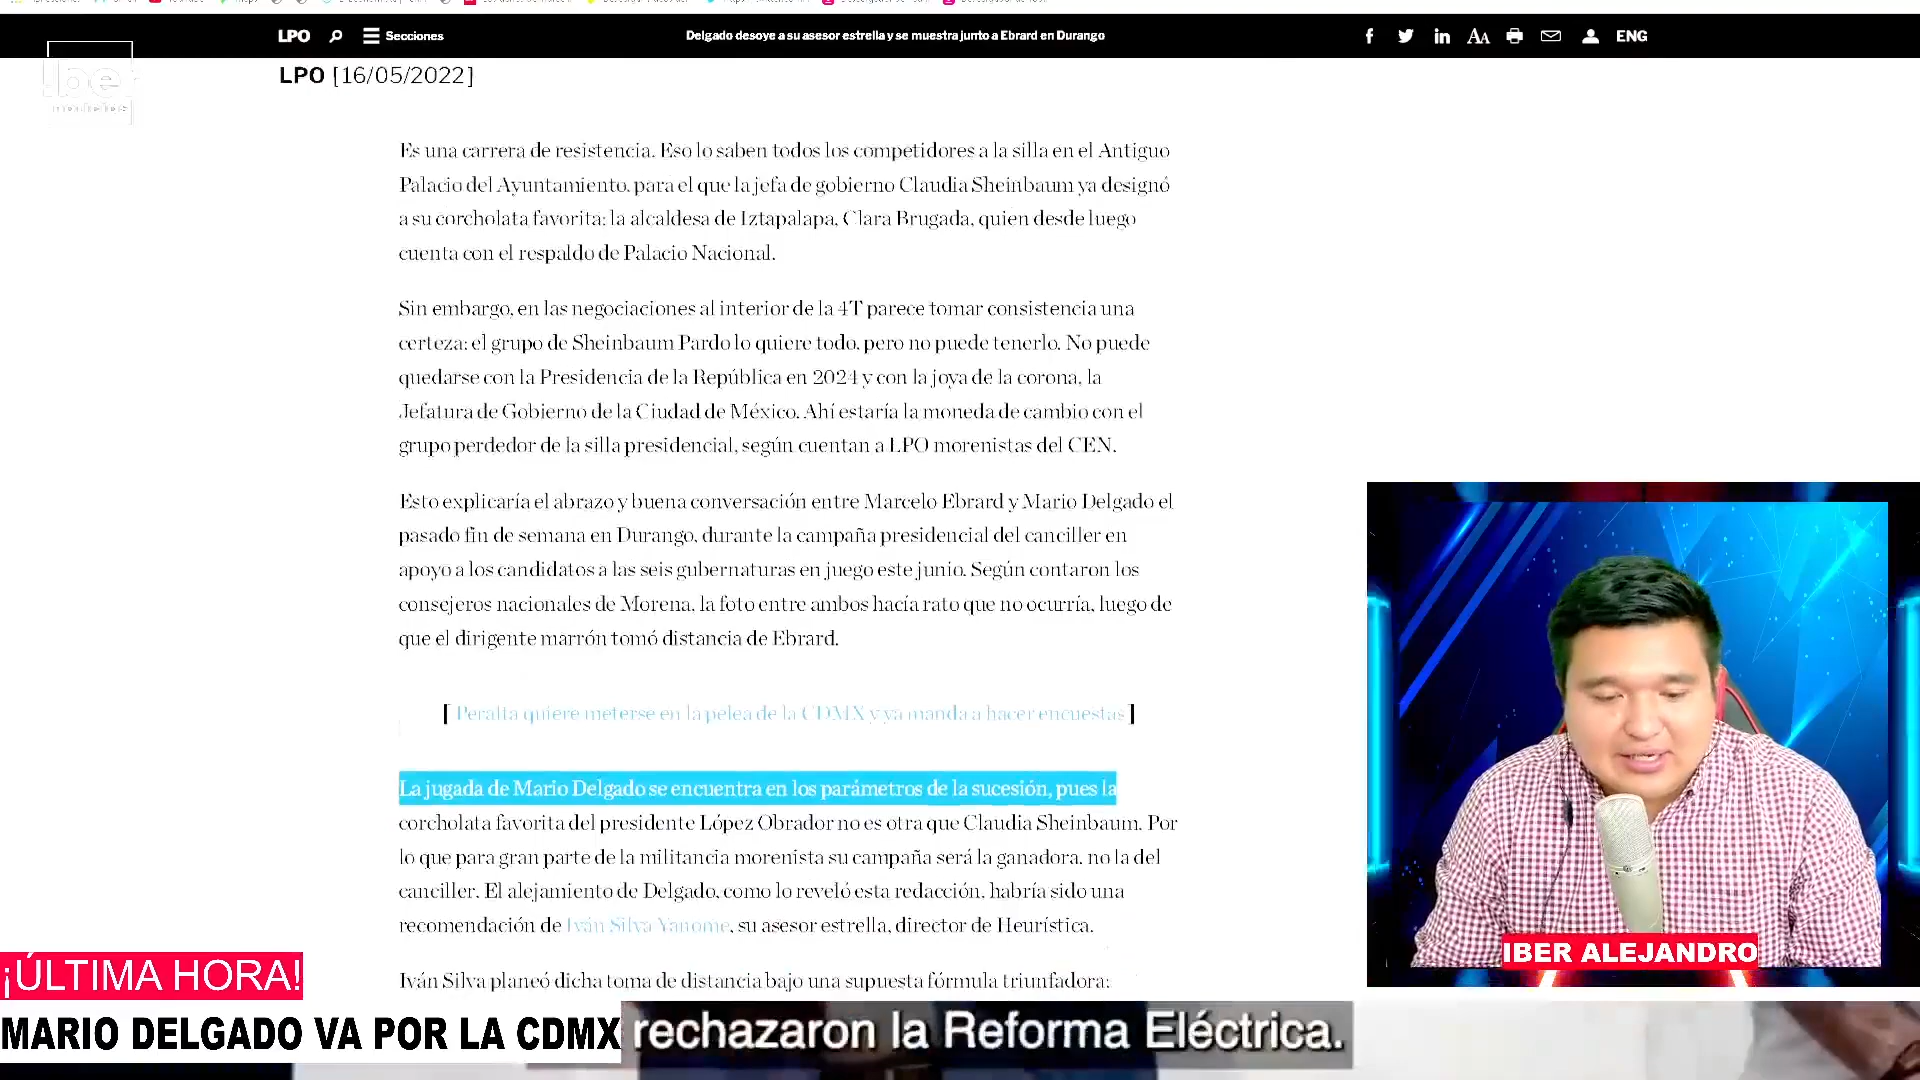 LPO
Secciones
Delgado desoye a su asesor estrella y se muestra junto a Ebrard en Durango
AA
ENG
LPO [16/05/2022]
Es una carrera de resistencia. Eso lo saben todos los competidores a la silla en el Antiguo
Palacio del Ayuntamiento, para el que la jefa de gobierno Claudia Sheinbaum ya designó
a su corcholata favorita: la alcaldesa de Iztapalapa, Clara Brugada, quien desde luego
cuenta con el respaldo de Palacio Nacional.
Sin embargo, en las negociaciones al interior de la 4T parece tomar consistencia una
certeza: el grupo de Sheinbaum Pardo lo quiere todo, pero no puede tenerlo. No puede
quedarse con la Presidencia de la República en 2024 y con la joya de la corona, la
Jefatura de Gobierno de la Ciudad de México. Ahí estaría la moneda de cambio con el
grupo perdedor de la silla presidencial, según cuentan a LPO morenistas del CEN.
Esto explicaría el abrazo y buena conversación entre Marcelo Ebrard y Mario Delgado el
pasado fin de semana en Durango, durante la campaña presidencial del canciller en
apoyo a los candidatos a las seis gubernaturas en juego este junio. Según contaron los
consejeros nacionales de Morena, la foto entre ambos hacía rato que no ocurría, luego de
que el dirigente marrón tomó distancia de Ebrard.
[ Peralta quiere meterse en la pelea de la CDMX y ya manda a hacer encuestas ]
La jugada de Mario Delgado se encuentra en los parámetros de la sucesión, pues la
corcholata favorita del presidente López Obrador no es otra que Claudia Sheinbaum. Por
lo que para gran parte de la militancia morenista su campaña será la ganadora, no la del
canciller. El alejamiento de Delgado, como lo reveló esta redacción, habría sido una
recomendación de Iván Silva Yanome, su asesor estrella, director de Heurística.
Iván Silva planeó dicha toma de distancia bajo una supuesta fórmula triunfadora:
IBER ALEJANDRO
¡ÚLTIMA HORA!
MARIO DELGADO VA POR LA CDMX
rechazaron la Reforma Eléctrica.